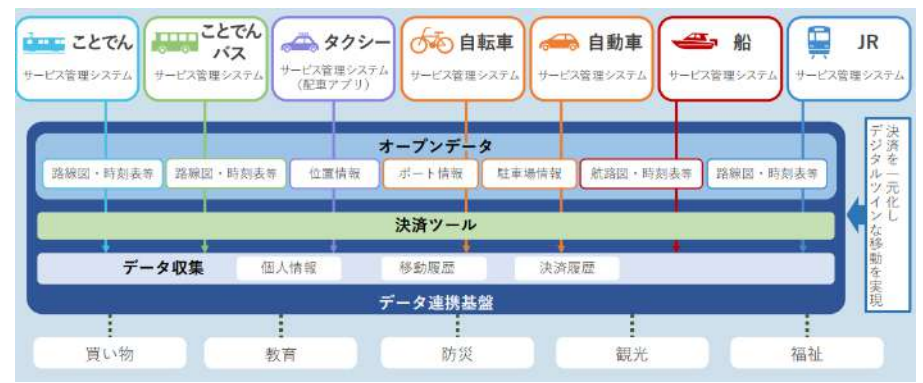 ことでん
サービス管理システム
ことでん
バス
サービス管理システム
タクシー
サービス管理システム
(配車アプリ)
自転車
サービス管理システム
自動車
サービス管理システム
船
サービス管理システム
JR
サービス管理システム
オープンデータ
路線図・時刻表等
路線図・時刻表等
位置情報
ポート情報
駐車場情報
航路図・時刻表等
路線図・時刻表等
決済ツール
データ収集
個人情報
移動履歴
決済履歴
データ連携基盤
決済を一元化し
デジタルツインな移動を実現
買い物
教育
防災
観光
福祉